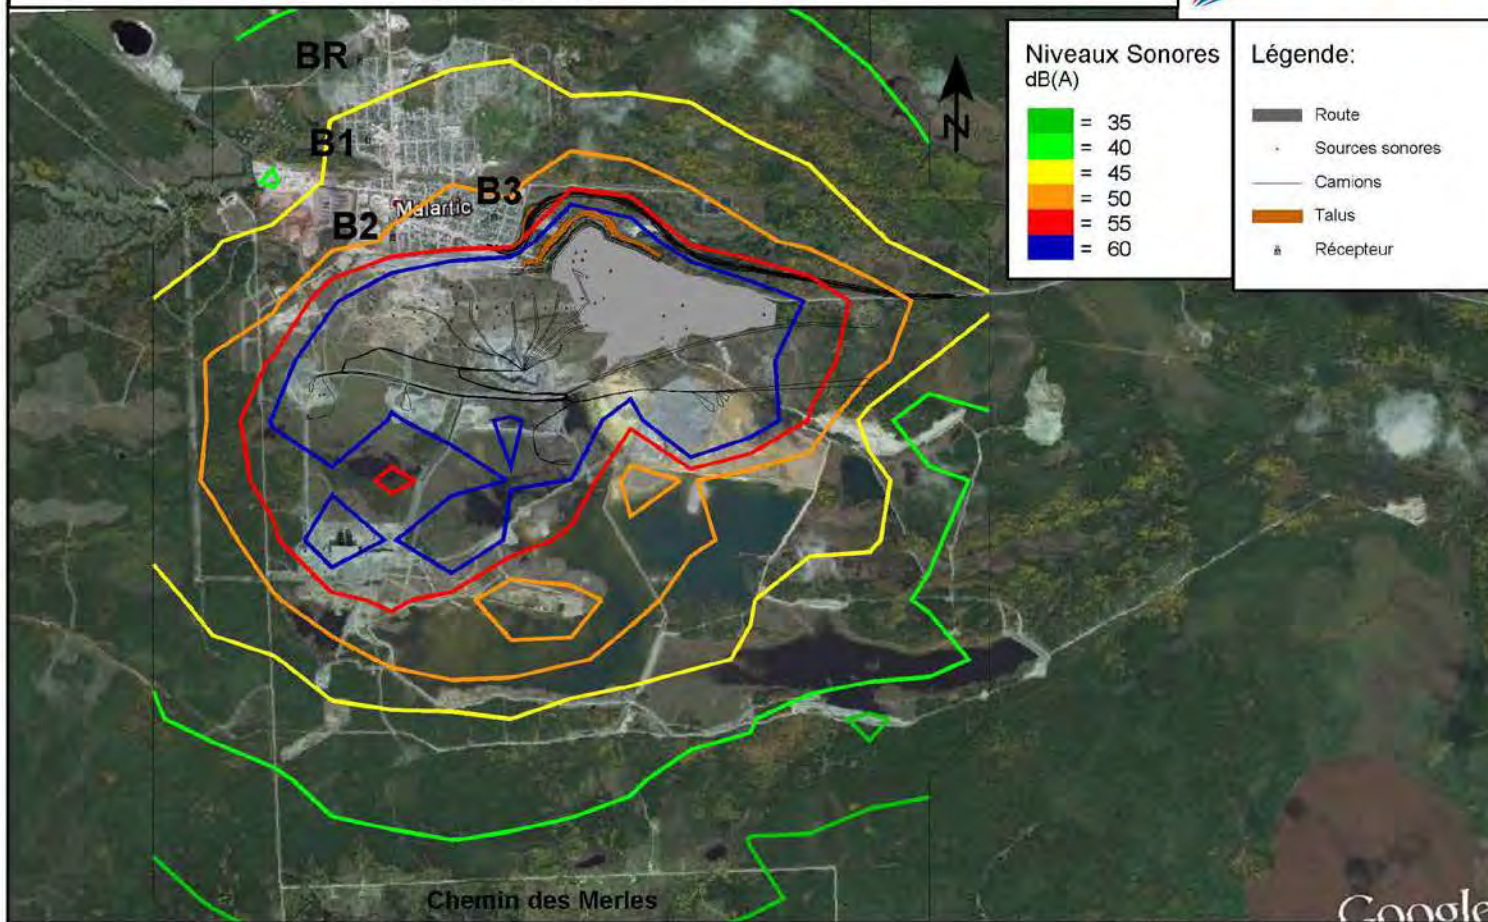 BR
B1
B2
B3
Malartic
N
Niveaux Sonores
dB(A)
= 35
= 40
= 45
= 50
= 55
= 60
Légende:
Route
Sources sonores
Camions
Talus
Récepteur
Chemin des Merles
Google